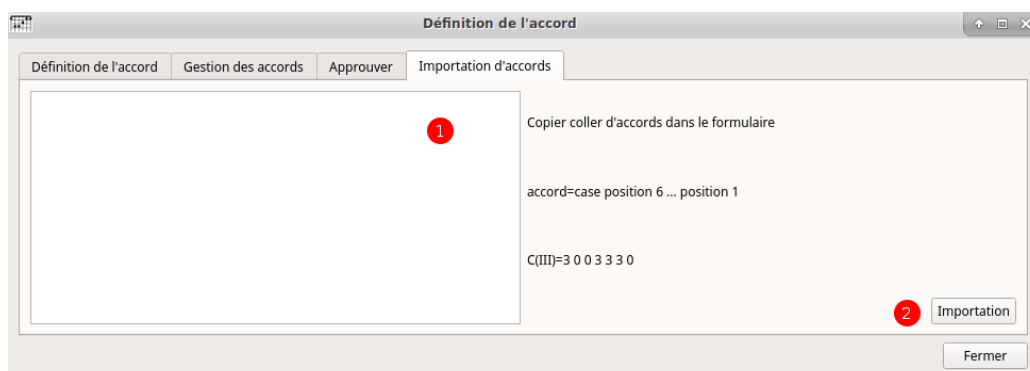 Définition de l'accord
Définition de l'accord
Gestion des accords
Approuver
Importation d'accords
1
Copier coller d'accords dans le formulaire
accord=case position 6 ... position 1
C(III)=3 0 0 3 3 3 0
2
Importation
Fermer